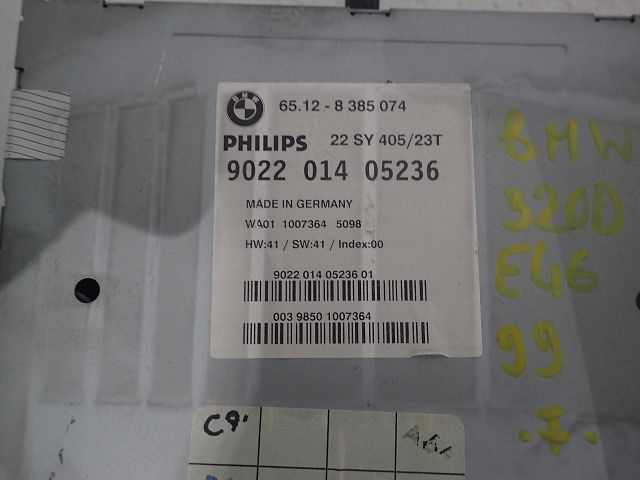 BMW
65.12 - 8 385 074
PHILIPS 22 SY 405/23T
9022 014 05236
MADE IN GERMANY
WA01 1007364 5098
HW:41 / SW:41 / Index:00
9022 014 05236 01
003 9850 1007364
BMW
320D
E46
99